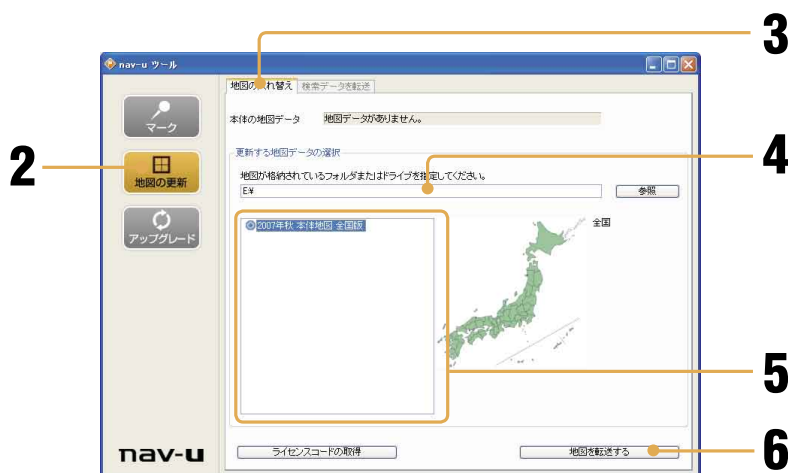 3
nav-u ツール
地図の入れ替え 検索データを転送
マーク
本体の地図データ 地図データがありません。
2
地図の更新
更新する地図データの選択
4
地図が格納されているフォルダまたはドライブを指定してください。
E:¥ 参照
アップグレード
2007年秋 本体地図 全国版
全国
5
nav-u
ライセンスコードの取得 地図を転送する
6